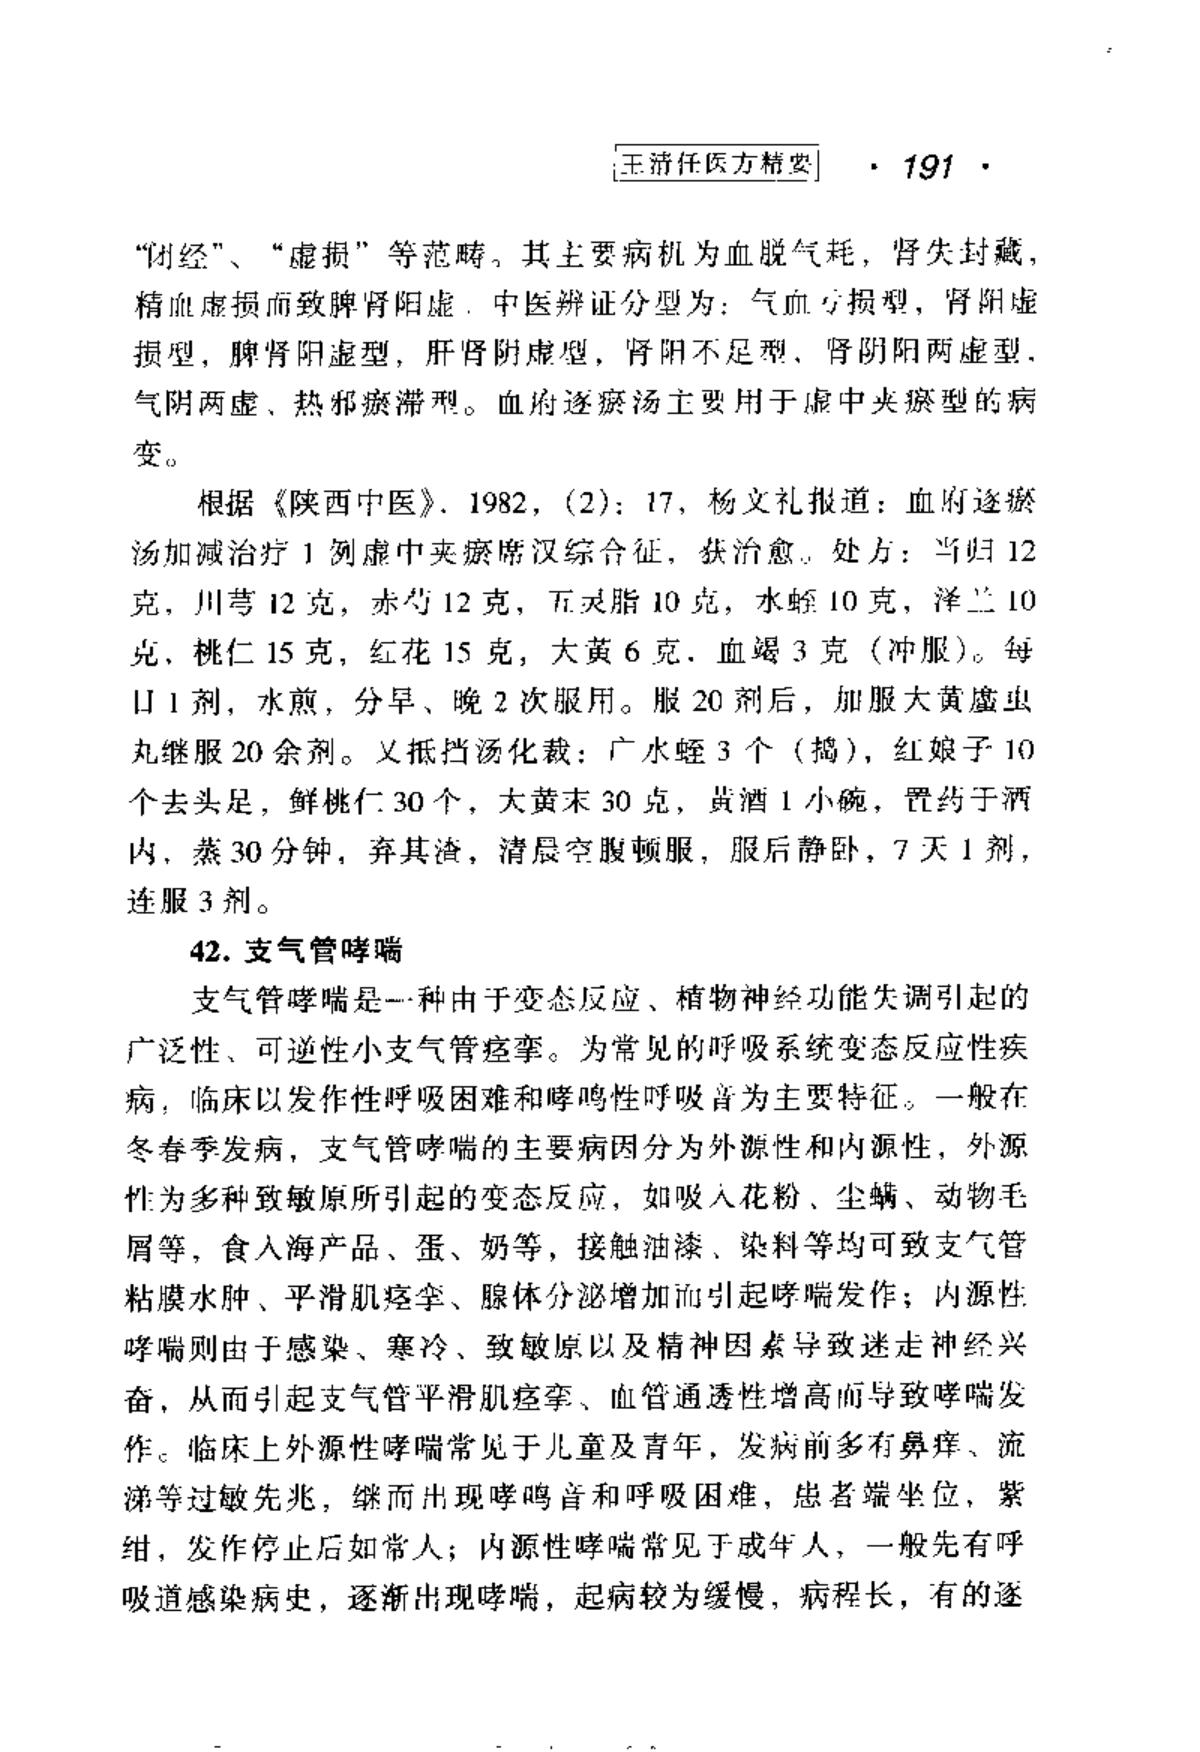 王清任医方精要 · 191 ·
“闭经”、“虚损”等范畴。其主要病机为血脱气耗，肾失封藏，
精血虚损而致脾肾阳虚．中医辨证分型为：气血亏损型，肾阳虚
损型，脾肾阳虚型，肝肾阴虚型，肾阳不足型、肾阴阳两虚型．
气阴两虚、热邪瘀滞型。血府逐瘀汤主要用于虚中夹瘀型的病
变。
根据《陕西中医》．1982，(2)：17，杨文礼报道：血府逐瘀
汤加减治疗 1 例虚中夹瘀席汉综合征，获治愈。处方：当归 12
克，川芎 12 克，赤芍 12 克，五灵脂 10 克，水蛭 10 克，泽兰 10
克，桃仁 15 克，红花 15 克，大黄 6 克．血竭 3 克（冲服）。每
日 1 剂，水煎，分早、晚 2 次服用。服 20 剂后，加服大黄䗪虫
丸继服 20 余剂。又抵挡汤化裁：广水蛭 3 个（捣），红娘子 10
个去头足，鲜桃仁 30 个，大黄末 30 克，黄酒 1 小碗，置药于酒
内，蒸 30 分钟，弃其渣，清晨空腹顿服，服后静卧，7 天 1 剂，
连服 3 剂。
42. 支气管哮喘
支气管哮喘是一种由于变态反应、植物神经功能失调引起的
广泛性、可逆性小支气管痉挛。为常见的呼吸系统变态反应性疾
病，临床以发作性呼吸困难和哮鸣性呼吸音为主要特征。一般在
冬春季发病，支气管哮喘的主要病因分为外源性和内源性，外源
性为多种致敏原所引起的变态反应，如吸入花粉、尘螨、动物毛
屑等，食入海产品、蛋、奶等，接触油漆、染料等均可致支气管
粘膜水肿、平滑肌痉挛、腺体分泌增加而引起哮喘发作；内源性
哮喘则由于感染、寒冷、致敏原以及精神因素导致迷走神经兴
奋，从而引起支气管平滑肌痉挛、血管通透性增高而导致哮喘发
作。临床上外源性哮喘常见于儿童及青年，发病前多有鼻痒、流
涕等过敏先兆，继而出现哮鸣音和呼吸困难，患者端坐位，紫
绀，发作停止后如常人；内源性哮喘常见于成年人，一般先有呼
吸道感染病史，逐渐出现哮喘，起病较为缓慢，病程长，有的逐